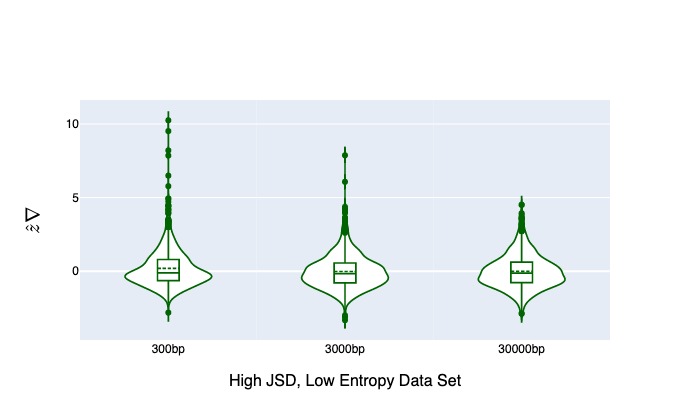 10
5
0
ẑ∇
300bp
3000bp
30000bp
High JSD, Low Entropy Data Set